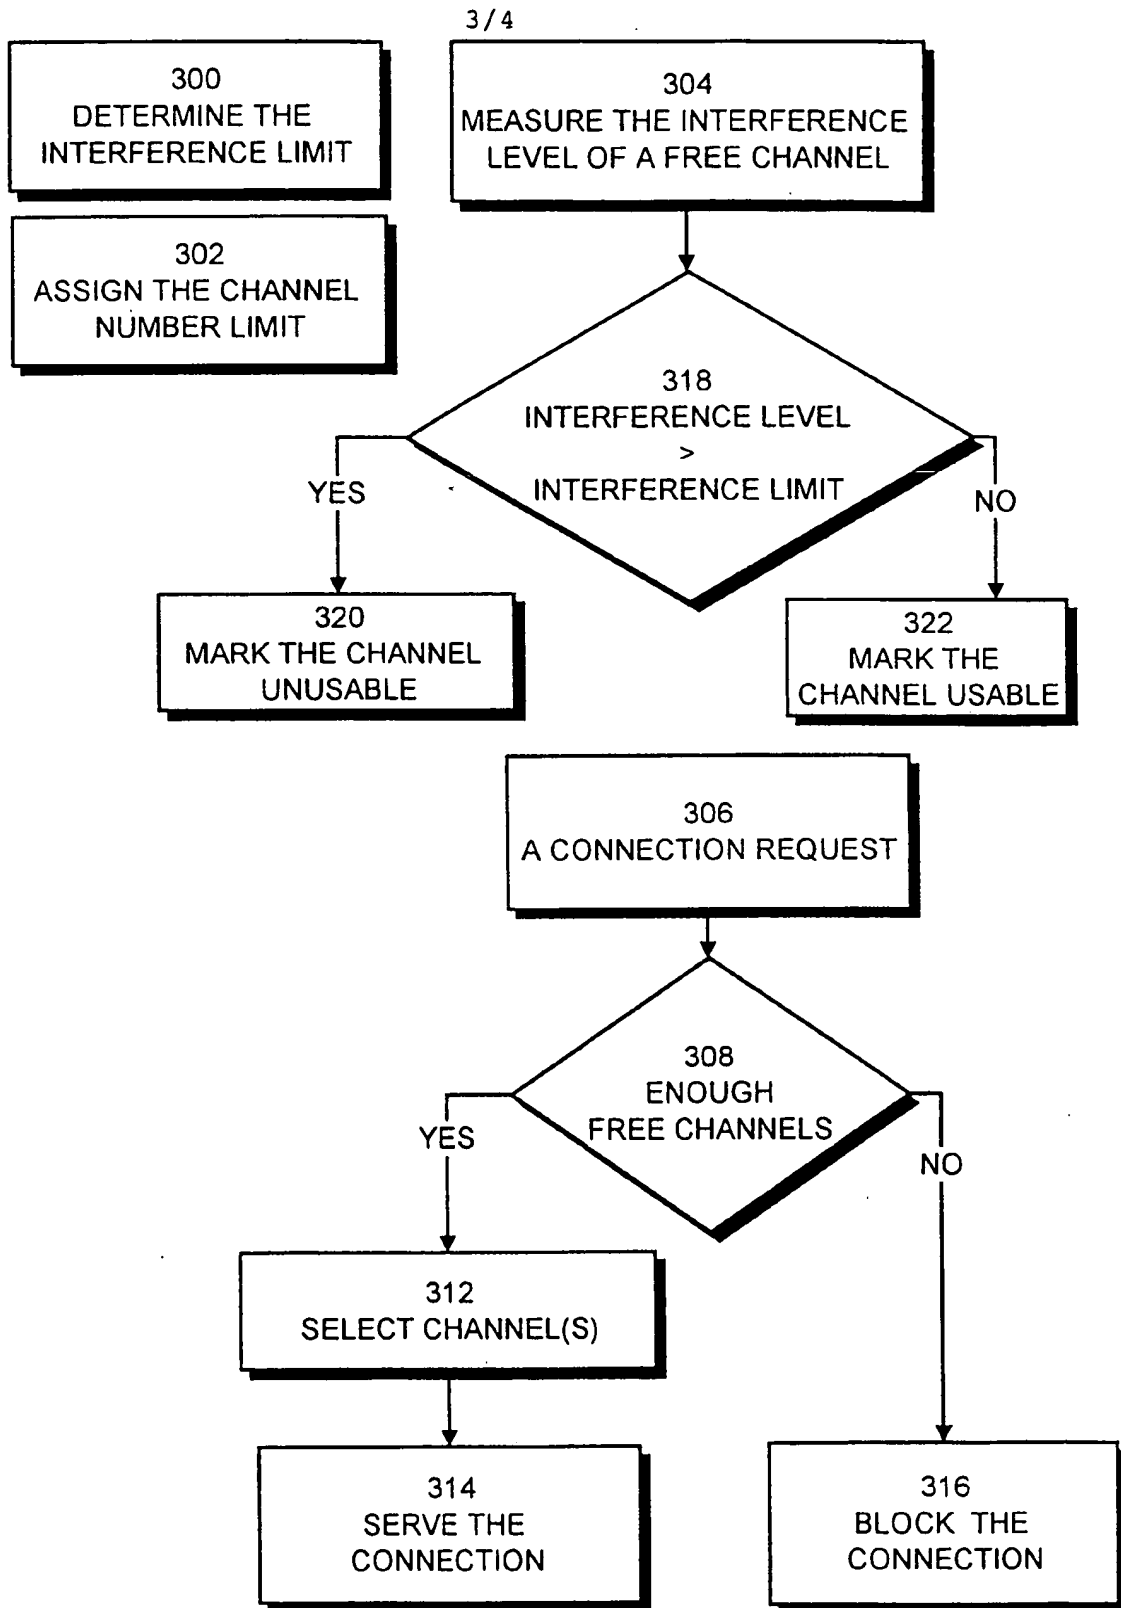 3/4
300
DETERMINE THE
INTERFERENCE LIMIT
302
ASSIGN THE CHANNEL
NUMBER LIMIT
304
MEASURE THE INTERFERENCE
LEVEL OF A FREE CHANNEL
318
INTERFERENCE LEVEL
>
INTERFERENCE LIMIT
YES
NO
320
MARK THE CHANNEL
UNUSABLE
322
MARK THE
CHANNEL USABLE
306
A CONNECTION REQUEST
308
ENOUGH
FREE CHANNELS
YES
NO
312
SELECT CHANNEL(S)
314
SERVE THE
CONNECTION
316
BLOCK THE
CONNECTION